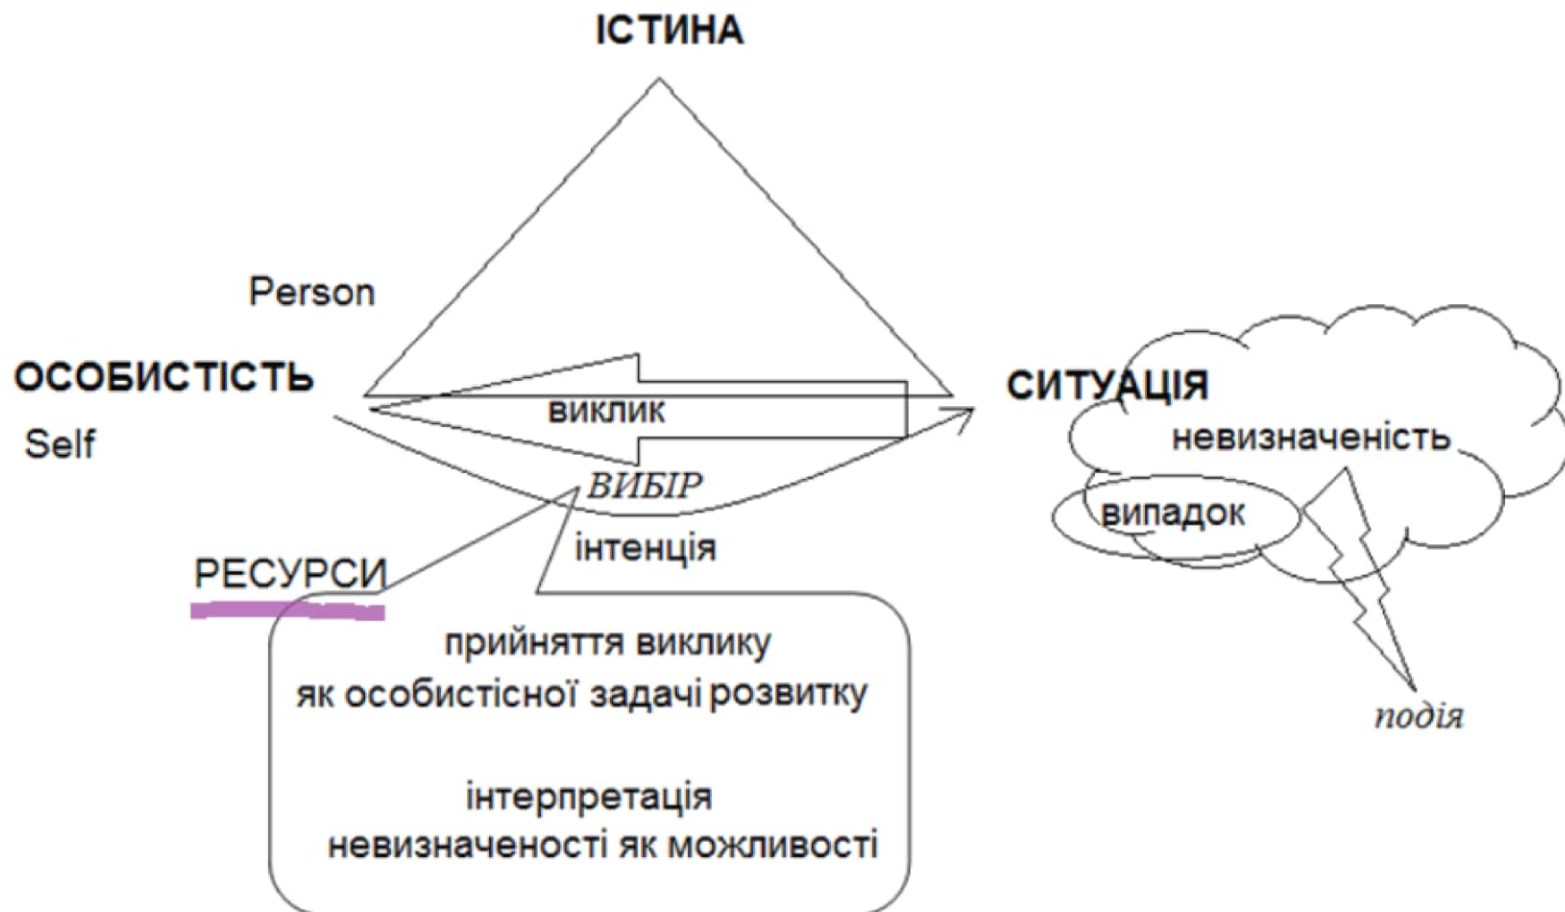 ІСТИНА
Person
ОСОБИСТІСТЬ
Self
виклик
СИТУАЦІЯ
невизначеність
випадок
подія
ВИБІР
інтенція
РЕСУРСИ
прийняття виклику
як особистісної задачі розвитку
інтерпретація
невизначеності як можливості